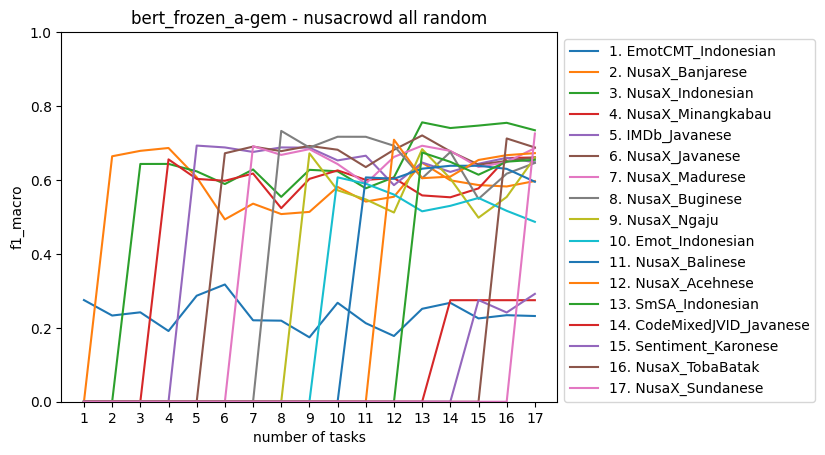 bert_frozen_a-gem - nusacrowd all random
1.0
0.8
0.6
0.4
0.2
0.0
f1_macro
1 2 3 4 5 6 7 8 9 10 11 12 13 14 15 16 17
number of tasks
1. EmotCMT_Indonesian
2. NusaX_Banjarese
3. NusaX_Indonesian
4. NusaX_Minangkabau
5. IMDb_Javanese
6. NusaX_Javanese
7. NusaX_Madurese
8. NusaX_Buginese
9. NusaX_Ngaju
10. Emot_Indonesian
11. NusaX_Balinese
12. NusaX_Acehnese
13. SmSA_Indonesian
14. CodeMixedJVID_Javanese
15. Sentiment_Karonese
16. NusaX_TobaBatak
17. NusaX_Sundanese